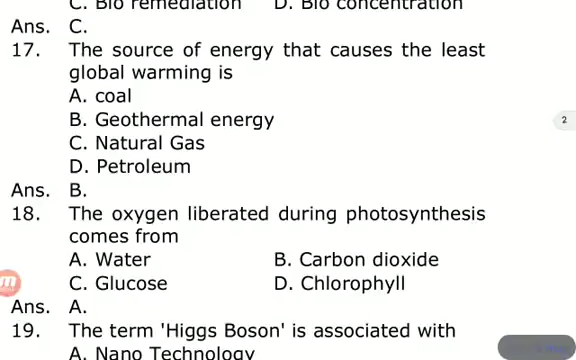 C. Bio remediation D. Bio concentration
Ans. C.
17. The source of energy that causes the least
global warming is
A. coal
B. Geothermal energy
2
C. Natural Gas
D. Petroleum
Ans. B.
18. The oxygen liberated during photosynthesis
comes from
A. Water B. Carbon dioxide
C. Glucose D. Chlorophyll
Ans. A.
19. The term 'Higgs Boson' is associated with
A. Nano Technology